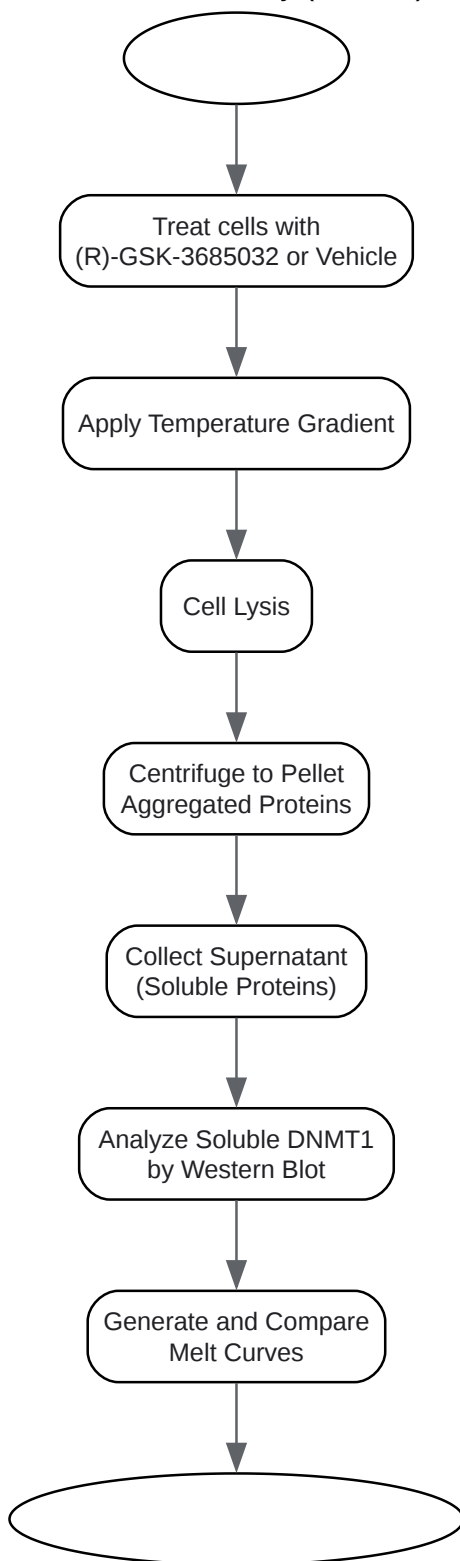 Treat cells with
(R)-GSK-3685032 or Vehicle
Apply Temperature Gradient
Cell Lysis
Centrifuge to Pellet
Aggregated Proteins
Collect Supernatant
(Soluble Proteins)
Analyze Soluble DNMT1
by Western Blot
Generate and Compare
Melt Curves